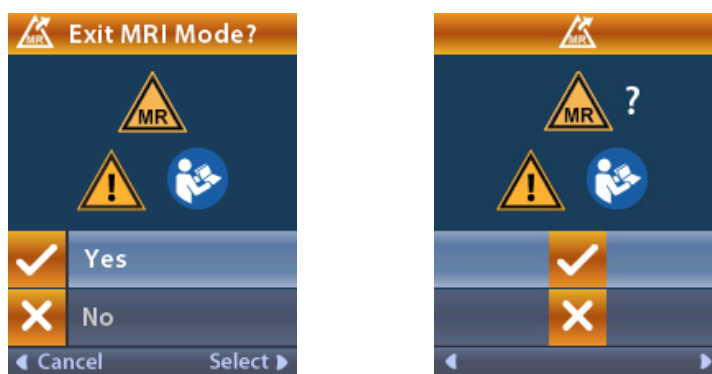 MR Exit MRI Mode?
MR
!
Yes
No
Cancel Select
MR
MR ?
!